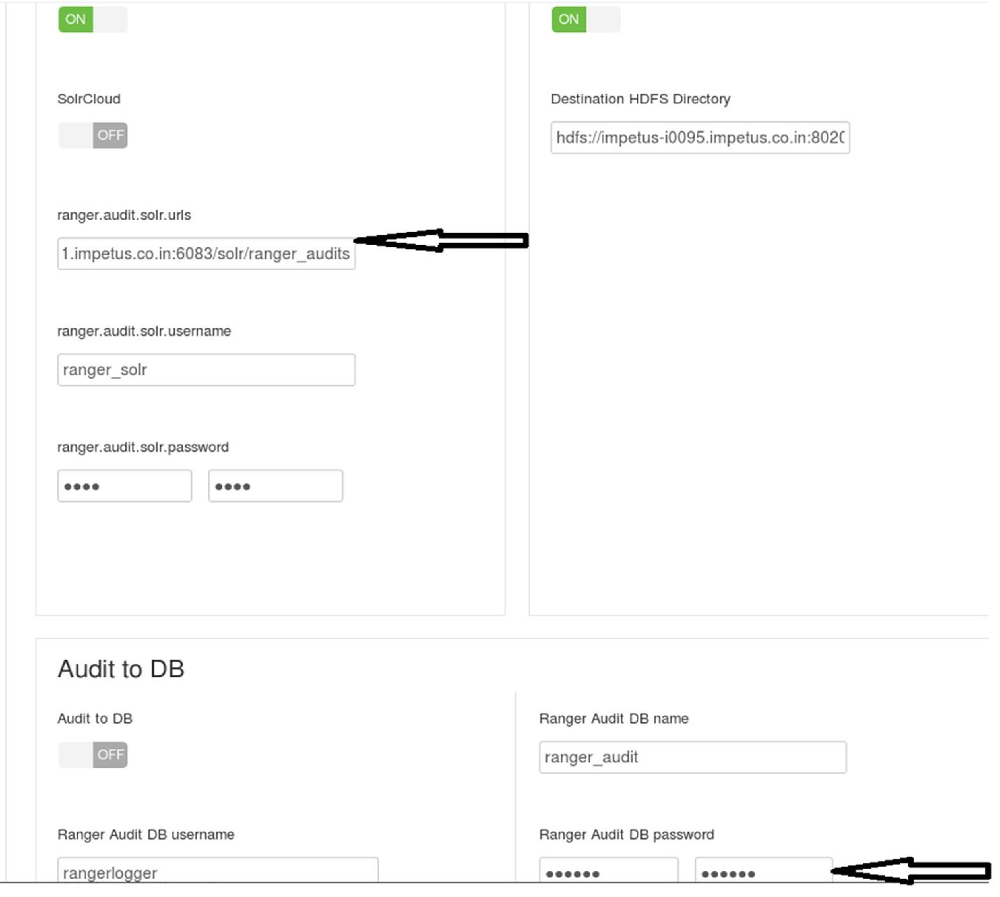 ON
SolrCloud
OFF
ranger.audit.solr.urls
1.impetus.co.in:6083/solr/ranger_audits
ranger.audit.solr.username
ranger_solr
ranger.audit.solr.password
•••• ••••
ON
Destination HDFS Directory
hdfs://impetus-i0095.impetus.co.in:8020
Audit to DB
Audit to DB
OFF
Ranger Audit DB username
rangerlogger
Ranger Audit DB name
ranger_audit
Ranger Audit DB password
•••••• ••••••